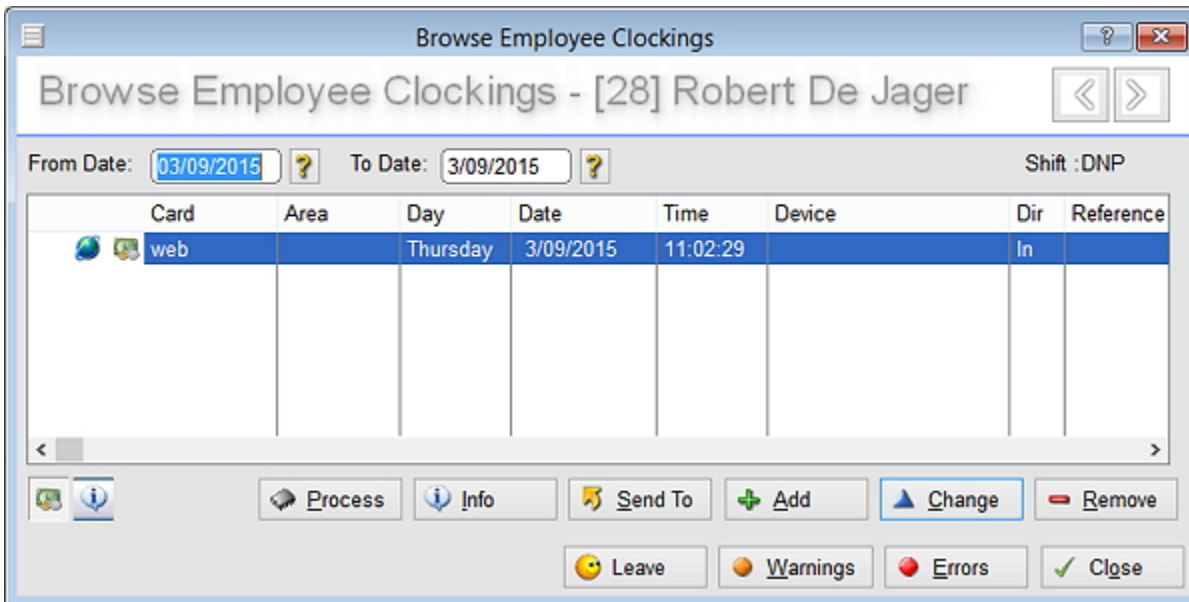 Browse Employee Clockings
Browse Employee Clockings - [28] Robert De Jager
From Date: 03/09/2015 ? To Date: 3/09/2015 ? Shift :DNP
Card Area Day Date Time Device Dir Reference
web Thursday 3/09/2015 11:02:29 In
Process Info Send To Add Change Remove
Leave Warnings Errors Close